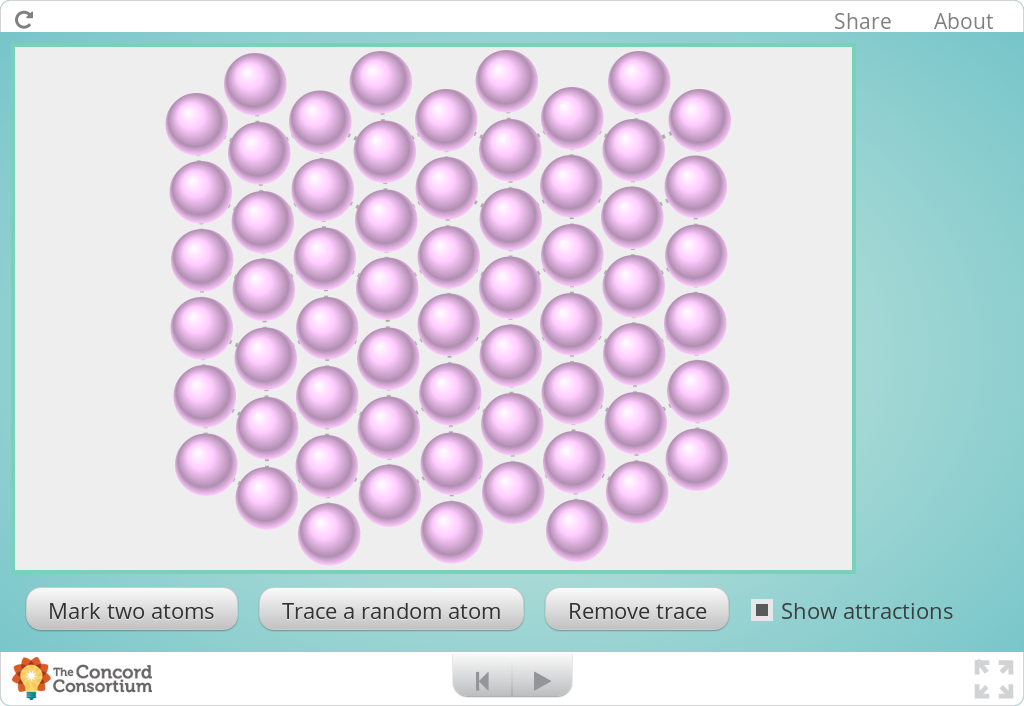 Share About
Mark two atoms Trace a random atom Remove trace Show attractions
The Concord
Consortium